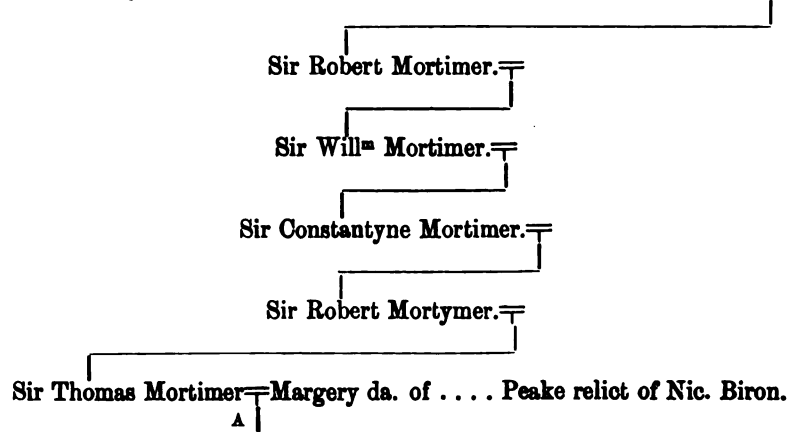 Sir Robert Mortimer.
Sir Willᵐ Mortimer.
Sir Constantyne Mortimer.
Sir Robert Mortymer.
Sir Thomas Mortimer Margery da. of . . . . Peake relict of Nic. Biron.
A